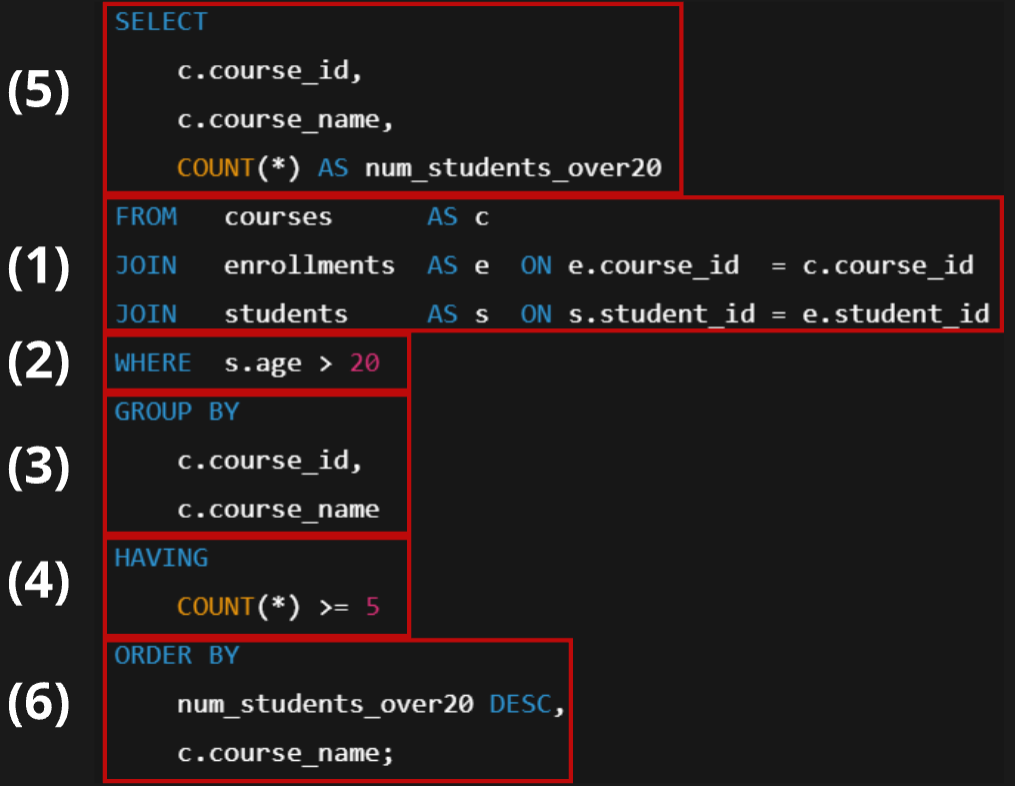 SELECT
(5)
c.course_id,
c.course_name,
COUNT(*) AS num_students_over20
(1)
FROM courses AS c
JOIN enrollments AS e ON e.course_id = c.course_id
JOIN students AS s ON s.student_id = e.student_id
(2)
WHERE s.age > 20
(3)
GROUP BY
c.course_id,
c.course_name
(4)
HAVING
COUNT(*) >= 5
(6)
ORDER BY
num_students_over20 DESC,
c.course_name;